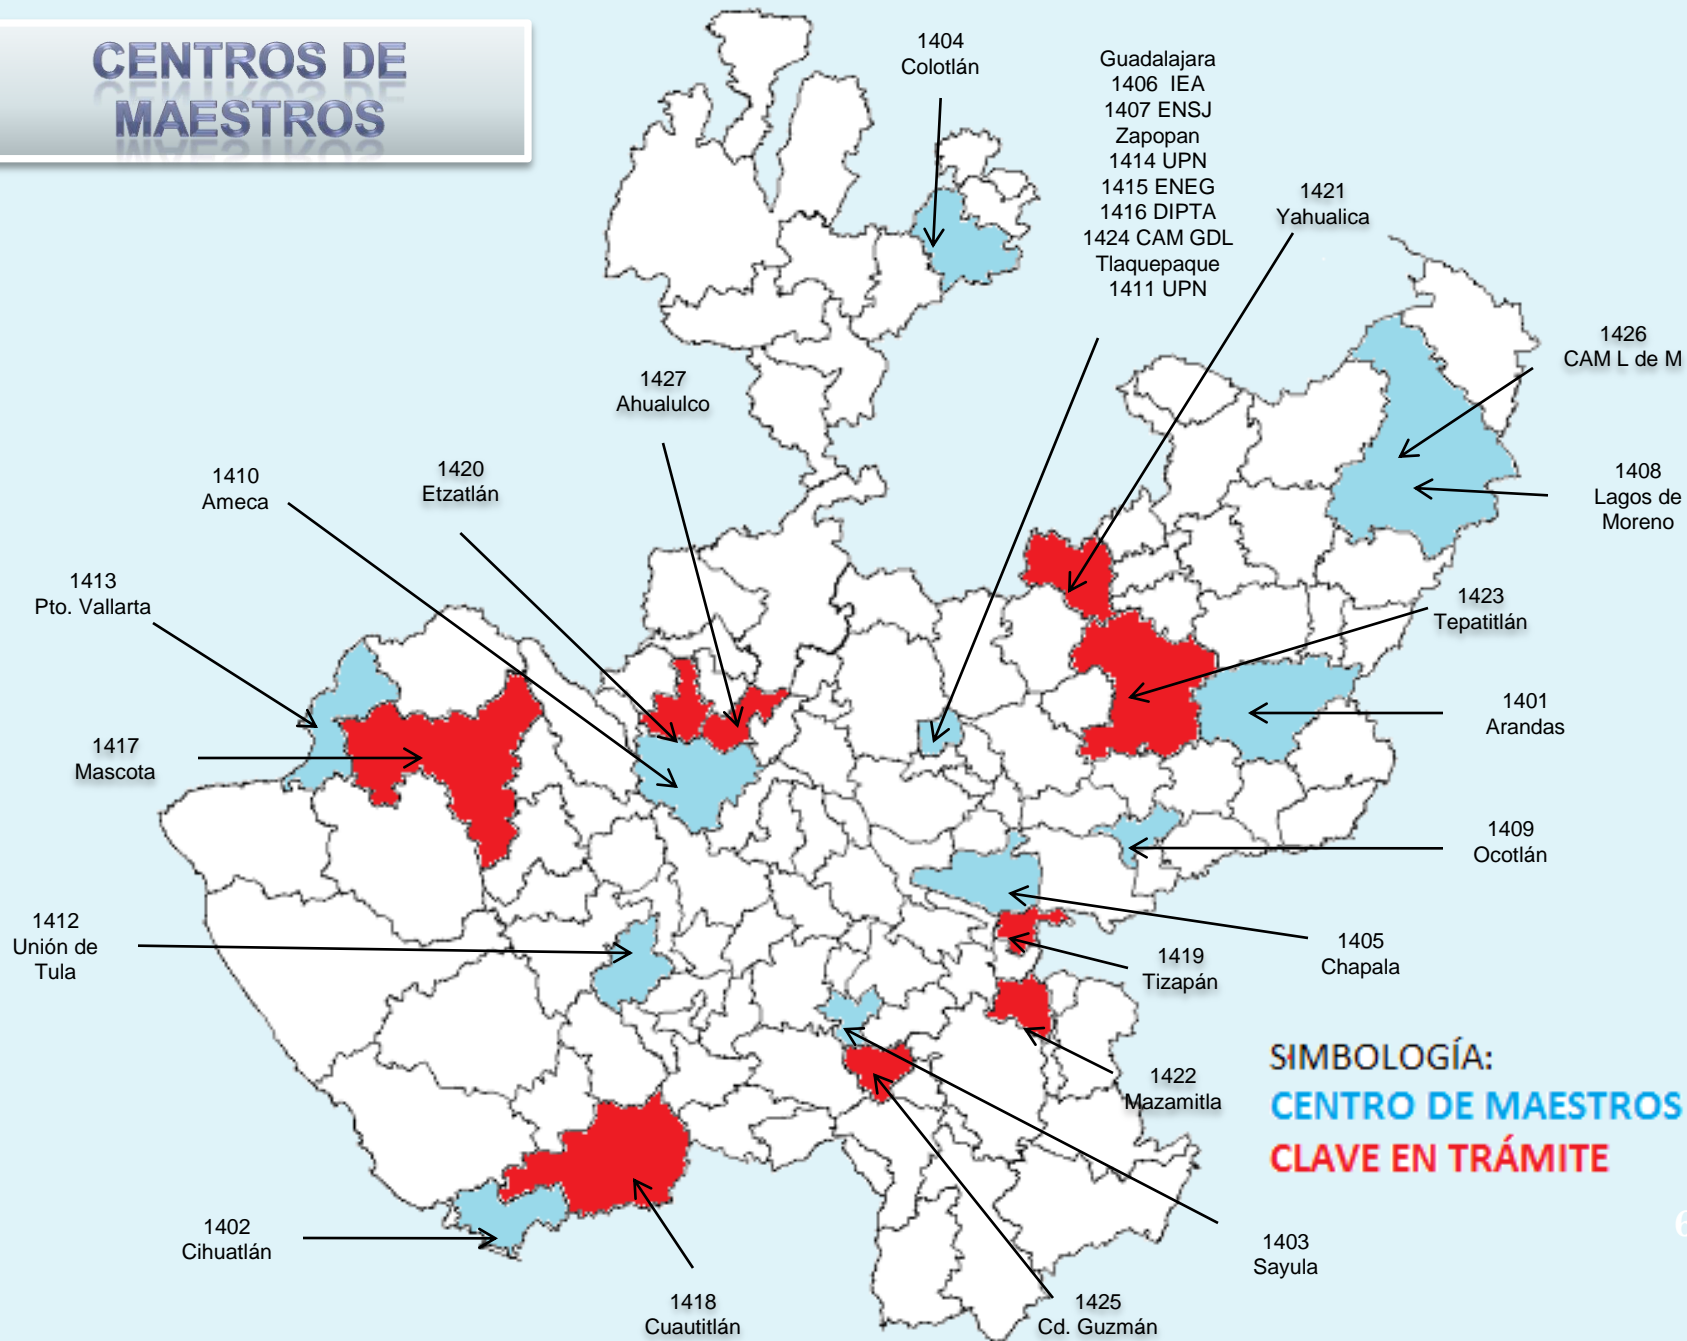 CENTROS DE
MAESTROS
1404
Colotlán
Guadalajara
1406 IEA
1407 ENSJ
Zapopan
1414 UPN
1415 ENEG
1416 DIPTA
1424 CAM GDL
Tlaquepaque
1411 UPN
1421
Yahualica
1426
CAM L de M
1427
Ahualulco
1420
Etzatlán
1410
Ameca
1408
Lagos de
Moreno
1413
Pto. Vallarta
1423
Tepatitlán
1401
Arandas
1417
Mascota
1409
Ocotlán
1412
Unión de
Tula
1405
Chapala
1419
Tizapán
1422
Mazamitla
SIMBOLOGÍA:
CENTRO DE MAESTROS
CLAVE EN TRÁMITE
1402
Cihuatlán
1403
Sayula
1418
Cuautitlán
1425
Cd. Guzmán